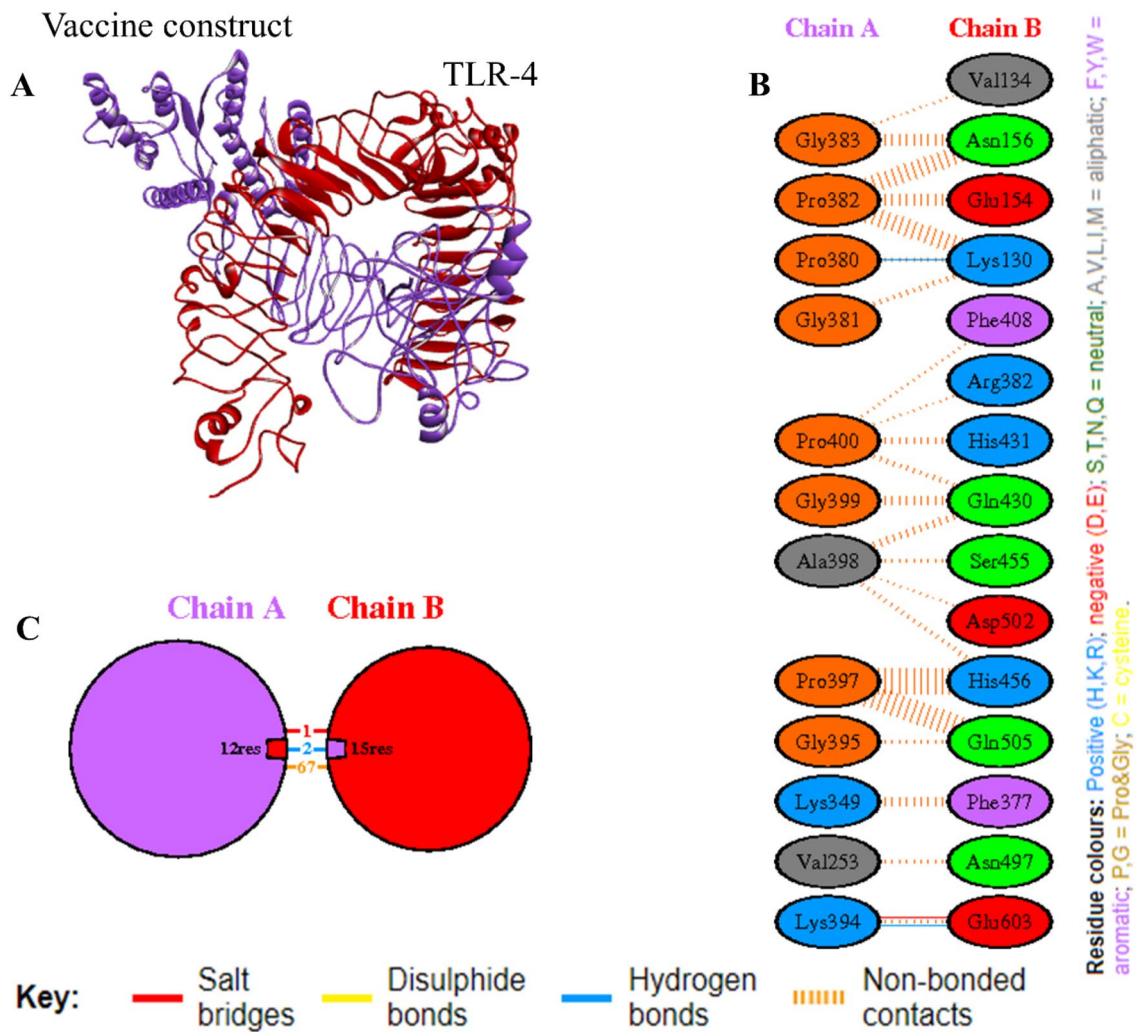 Vaccine construct
A
TLR-4
B
Chain A
Chain B
Val134
Gly383
Asn156
Pro382
Glu154
Pro380
Lys130
Gly381
Phe408
Arg382
Pro400
His431
Gly399
Gln430
Ala398
Ser455
Asp502
Pro397
His456
Gly395
Gln505
Lys349
Phe377
Val253
Asn497
Lys394
Glu603
Residue colours: Positive (H,K,R); negative (D,E); S,T,N,Q = neutral; A,V,L,I,M = aliphatic; F,Y,W =
aromatic; P,G = Pro&Gly; C = cysteine.
C
Chain A
Chain B
12res
1
2
67
15res
Key:
Salt
bridges
Disulphide
bonds
Hydrogen
bonds
Non-bonded
contacts